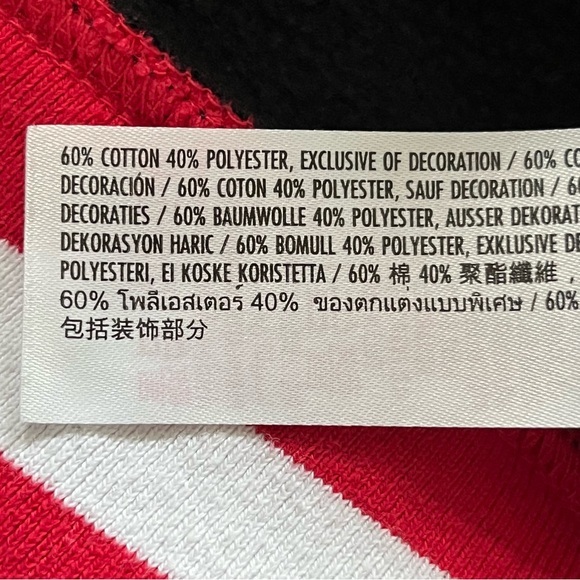 60% COTTON 40% POLYESTER, EXCLUSIVE OF DECORATION / 60% CO
DECORACIÓN / 60% COTON 40% POLYESTER, SAUF DECORATION / 6
DECORATIES / 60% BAUMWOLLE 40% POLYESTER, AUSSER DEKORAT
DEKORASYON HARIC / 60% BOMULL 40% POLYESTER, EXKLUSIVE DE
POLYESTERI, EI KOSKE KORISTETTA / 60% 棉 40% 聚酯纖維，
60% โพลีเอสเตอร์ 40% ของตกแต่งแบบพิเศษ / 60%
包括装饰部分